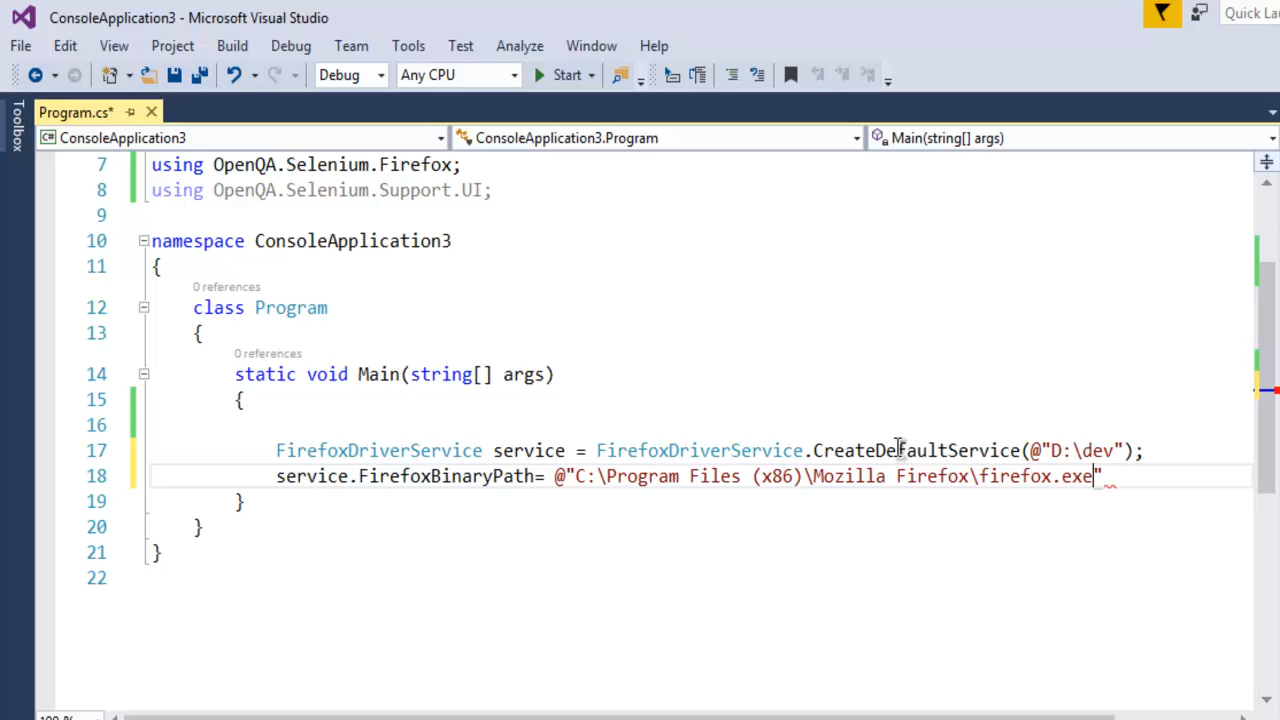 ConsoleApplication3 - Microsoft Visual Studio
Quick Lau
File Edit View Project Build Debug Team Tools Test Analyze Window Help
Debug Any CPU Start
Toolbox
Program.cs*
ConsoleApplication3 ConsoleApplication3.Program Main(string[] args)
7 using OpenQA.Selenium.Firefox;
8 using OpenQA.Selenium.Support.UI;
9
10 namespace ConsoleApplication3
11 {
0 references
12 class Program
13 {
0 references
14 static void Main(string[] args)
15 {
16
17 FirefoxDriverService service = FirefoxDriverService.CreateDefaultService(@"D:\dev");
18 service.FirefoxBinaryPath= @"C:\Program Files (x86)\Mozilla Firefox\firefox.exe"
19 }
20 }
21 }
22